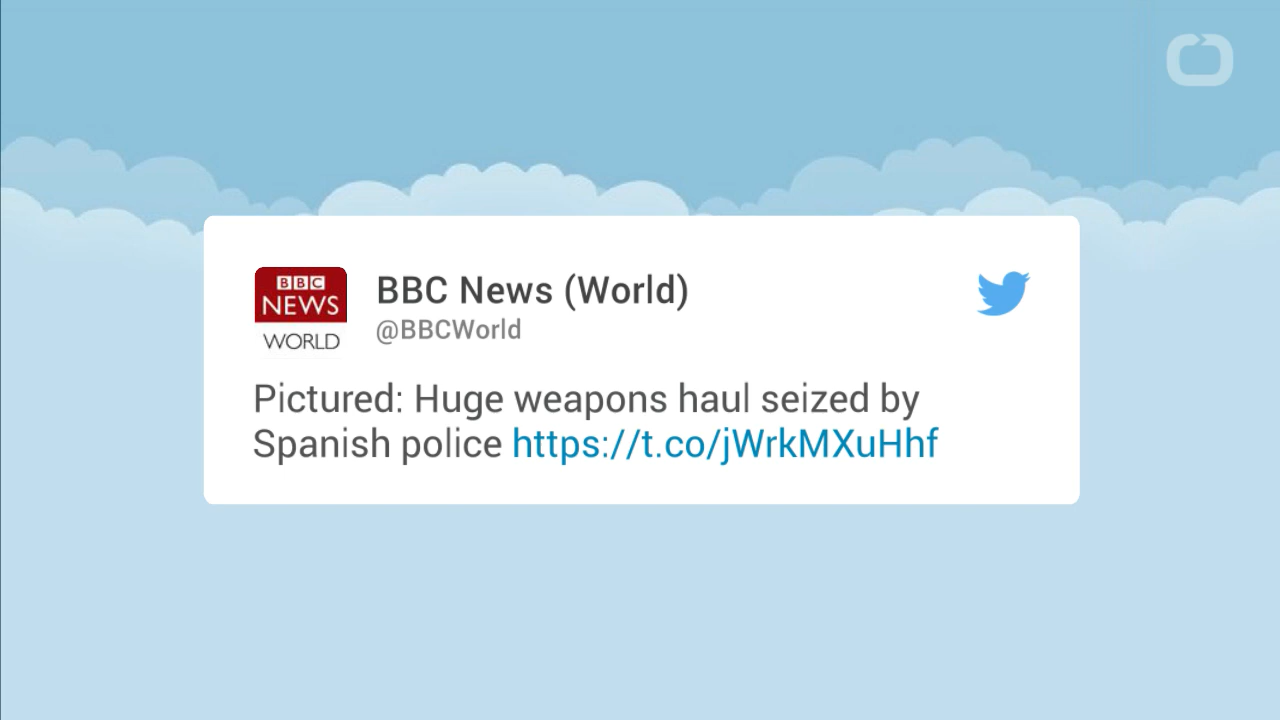 BBC
NEWS
WORLD
BBC News (World)
@BBCWorld
Pictured: Huge weapons haul seized by
Spanish police https://t.co/jWrkMXuHhf